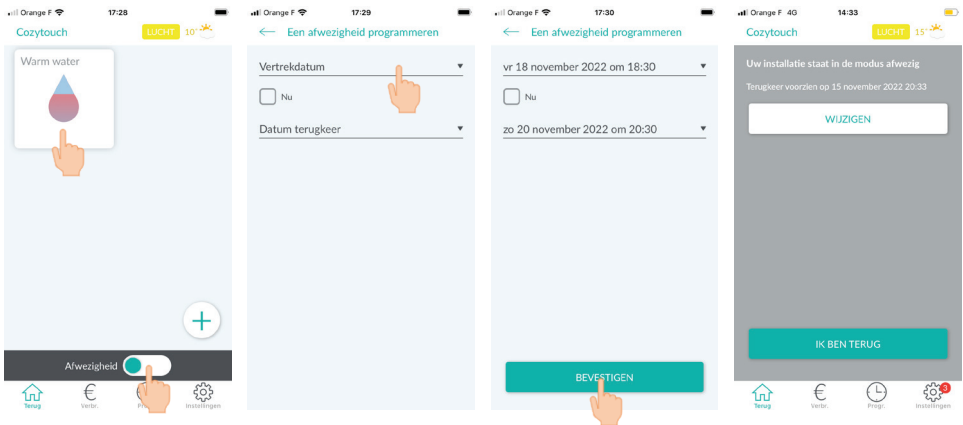 Orange F 17:28
Cozytouch LUCHT 10°
Warm water
+
Afwezigheid
€
Terug Verbr. Instellingen
Orange F 17:29
← Een afwezigheid programmeren
Vertrekdatum
Nu
Datum terugkeer
Orange F 17:30
← Een afwezigheid programmeren
vr 18 november 2022 om 18:30
Nu
zo 20 november 2022 om 20:30
BEVESTIGEN
Orange F 4G 14:33
Cozytouch LUCHT 15°
Uw installatie staat in de modus afwezig
Terugkeer voorzien op 15 november 2022 20:33
WIJZIGEN
IK BEN TERUG
€ 3
Terug Verbr. Progr. Instellingen